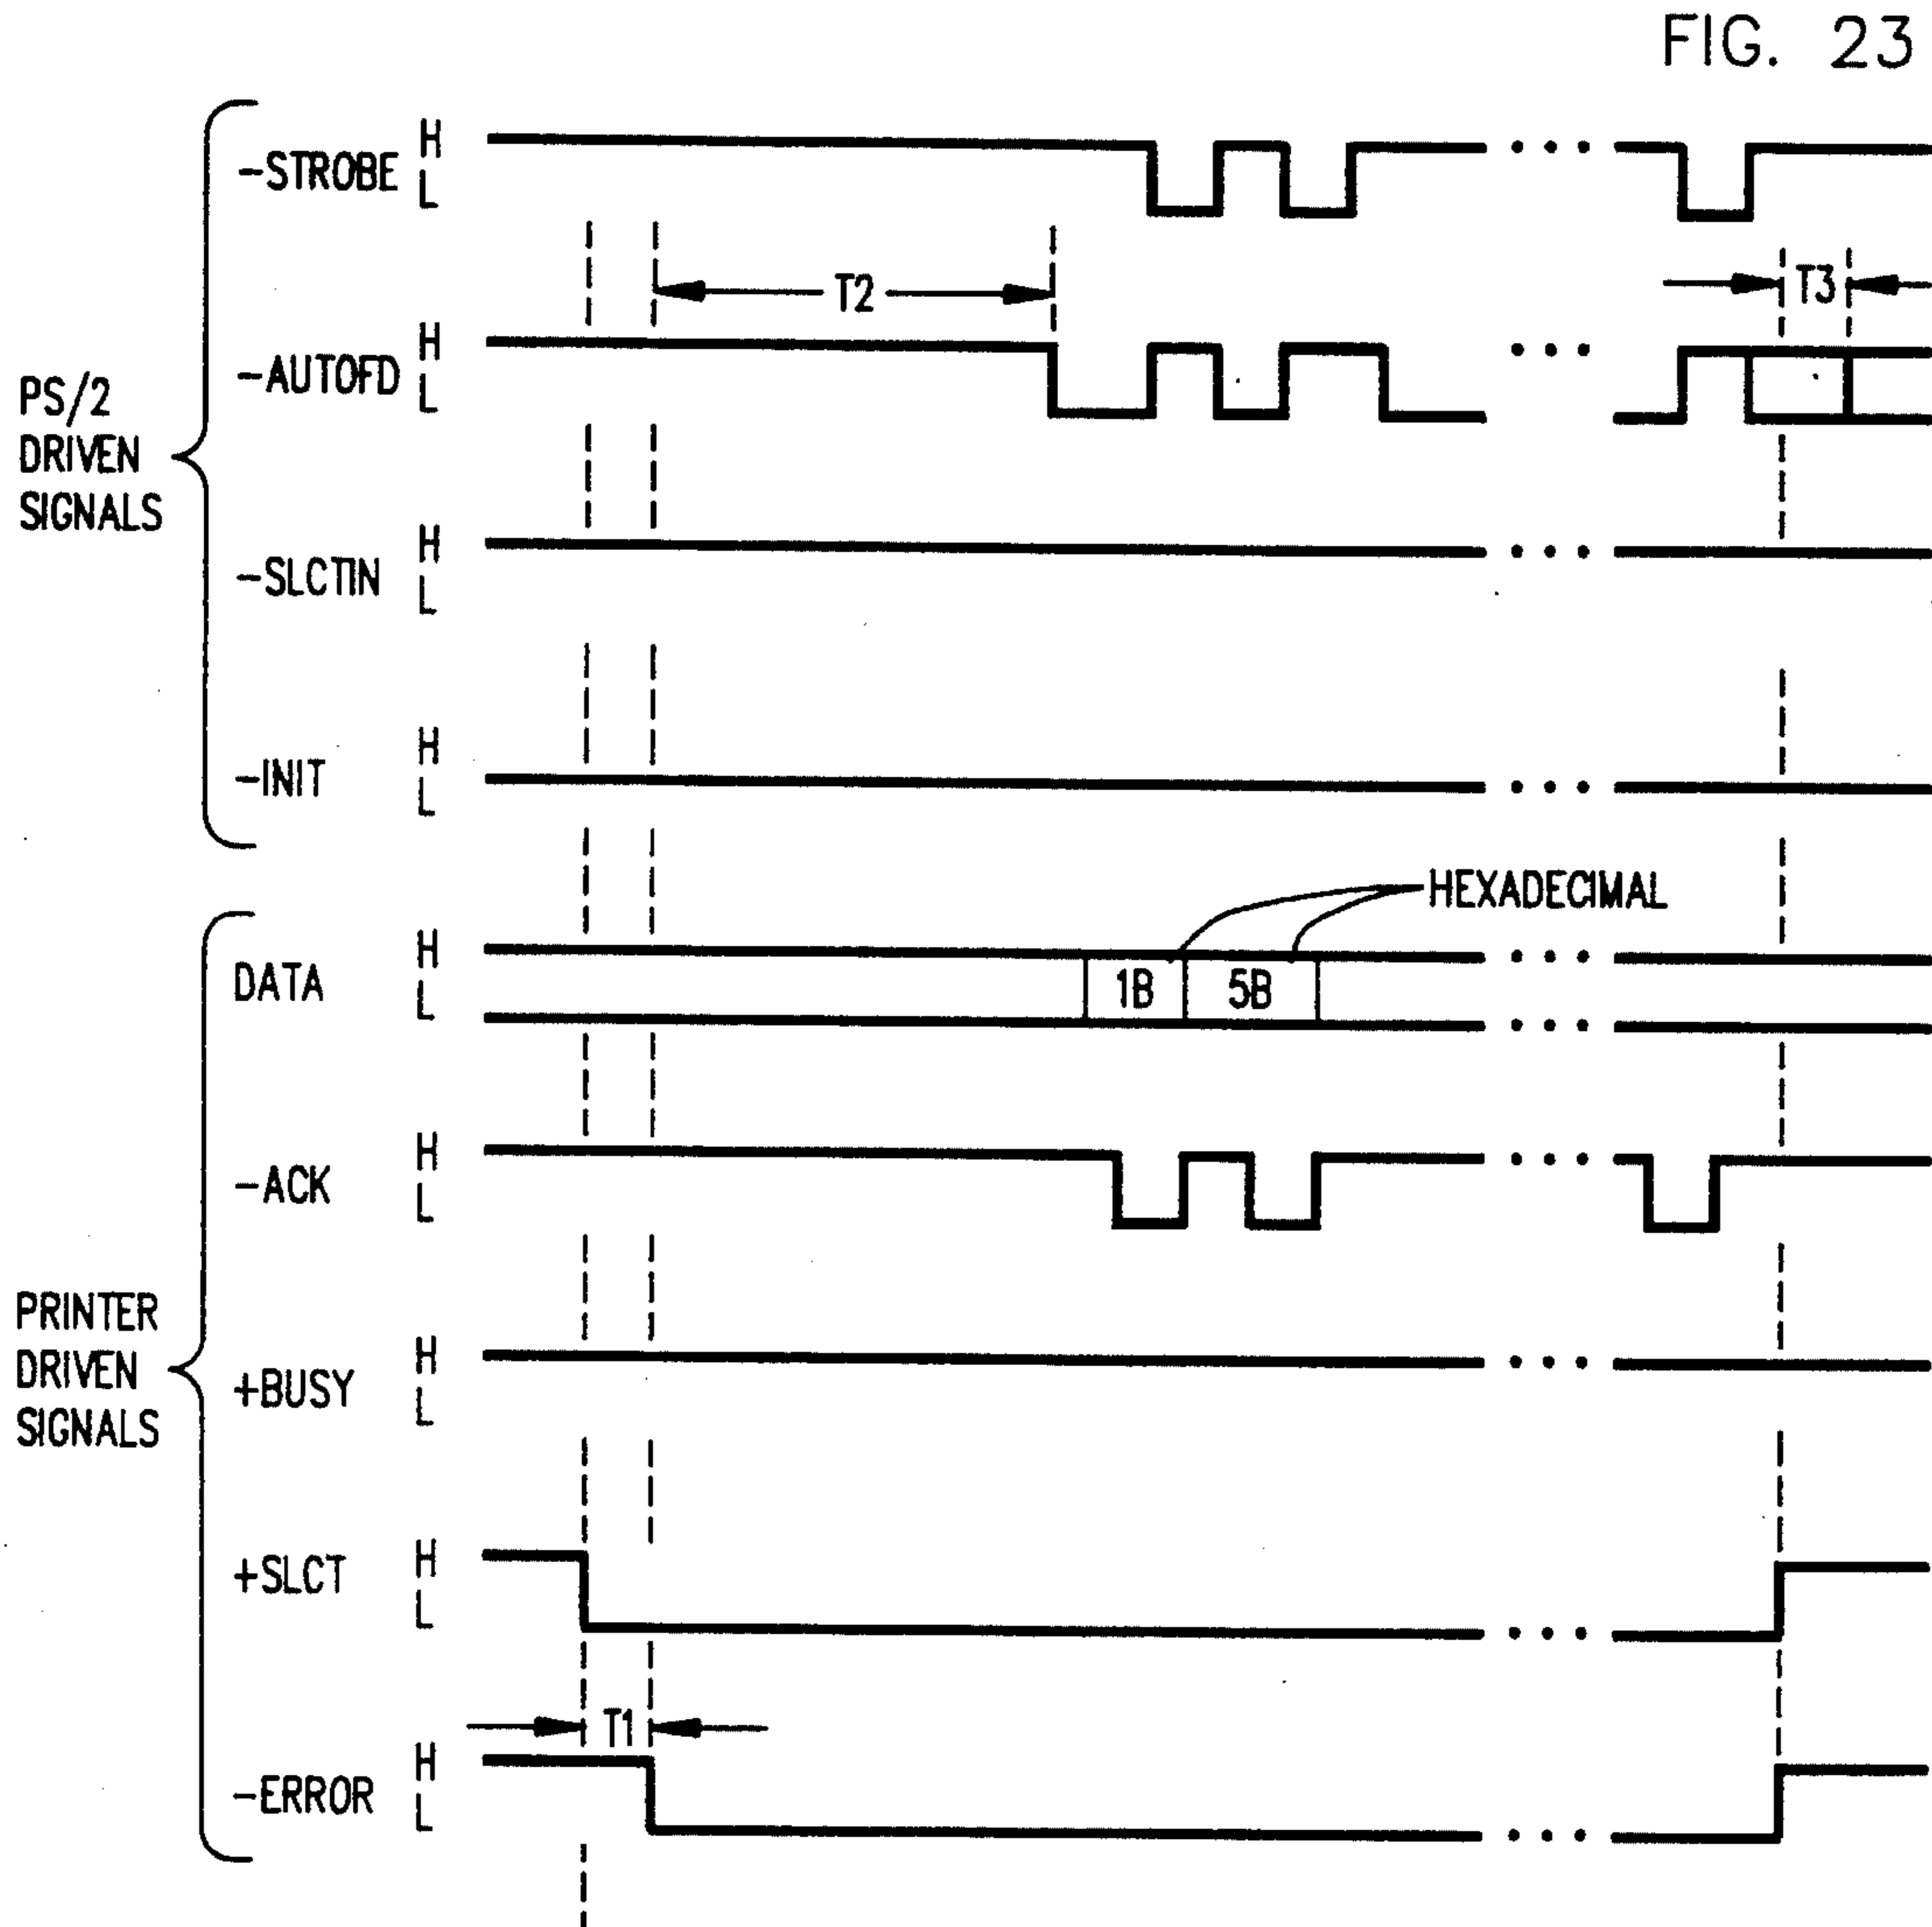 FIG. 23
PS/2
DRIVEN
SIGNALS
-STROBE H
L
T2
T3
-AUTOFD H
L
-SLCTIN H
L
-INIT H
L
HEXADECIMAL
PRINTER
DRIVEN
SIGNALS
DATA H
L
1B 5B
-ACK H
L
+BUSY H
L
+SLCT H
L
T1
-ERROR H
L